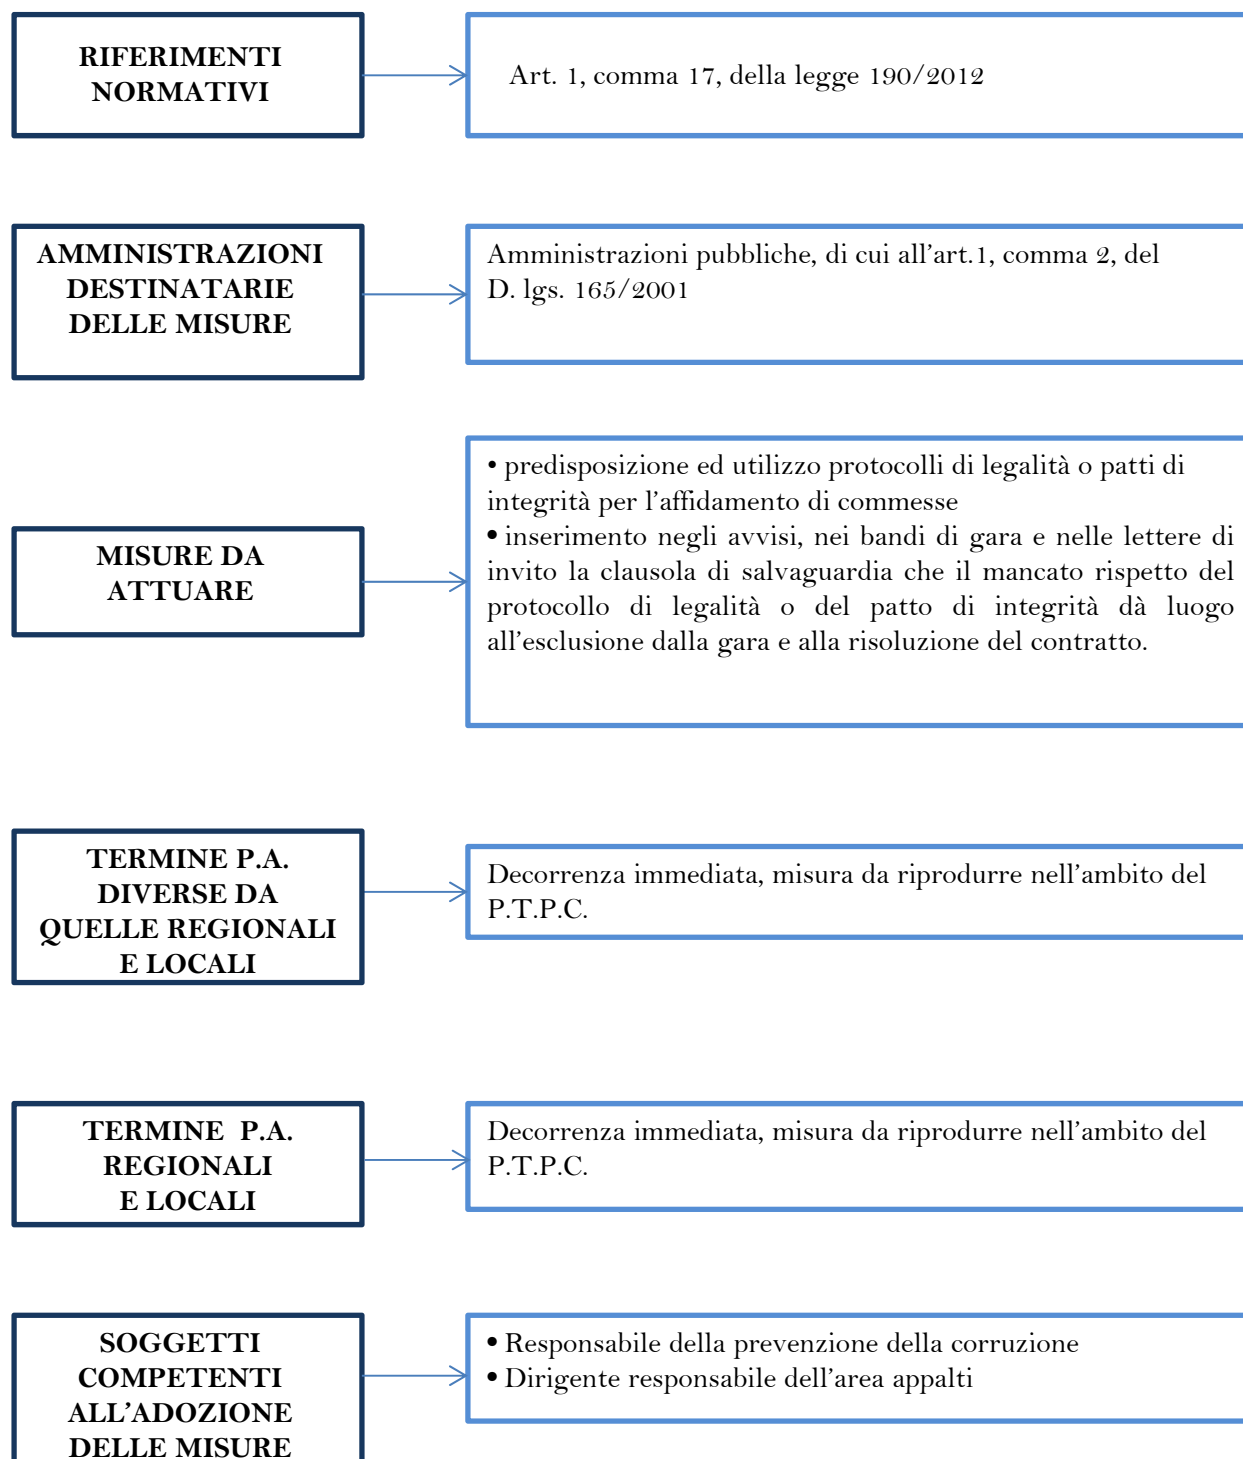 RIFERIMENTI
NORMATIVI
Art. 1, comma 17, della legge 190/2012
AMMINISTRAZIONI
DESTINATARIE
DELLE MISURE
Amministrazioni pubbliche, di cui all’art.1, comma 2, del
D. lgs. 165/2001
MISURE DA
ATTUARE
• predisposizione ed utilizzo protocolli di legalità o patti di
integrità per l’affidamento di commesse
• inserimento negli avvisi, nei bandi di gara e nelle lettere di
invito la clausola di salvaguardia che il mancato rispetto del
protocollo di legalità o del patto di integrità dà luogo
all’esclusione dalla gara e alla risoluzione del contratto.
TERMINE P.A.
DIVERSE DA
QUELLE REGIONALI
E LOCALI
Decorrenza immediata, misura da riprodurre nell’ambito del
P.T.P.C.
TERMINE P.A.
REGIONALI
E LOCALI
Decorrenza immediata, misura da riprodurre nell’ambito del
P.T.P.C.
SOGGETTI
COMPETENTI
ALL’ADOZIONE
DELLE MISURE
• Responsabile della prevenzione della corruzione
• Dirigente responsabile dell’area appalti